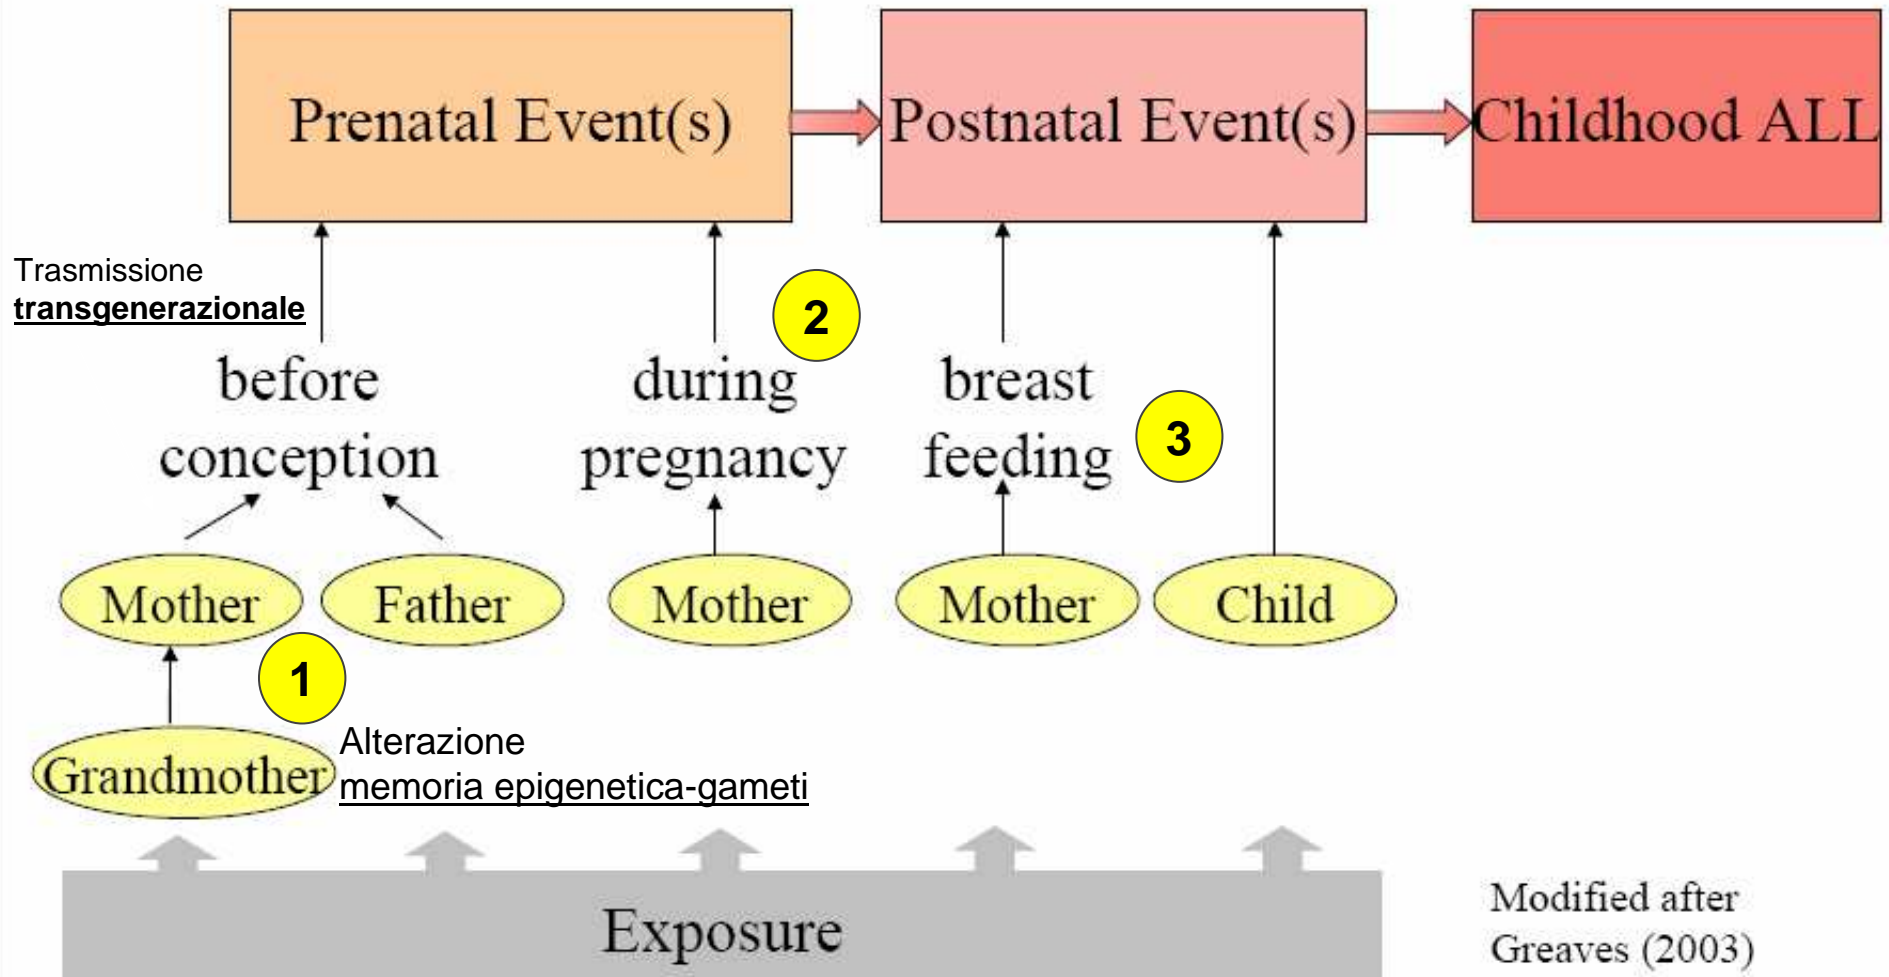 Prenatal Event(s)
Postnatal Event(s)
Childhood ALL
Trasmissione
transgenerazionale
2
before
conception
during
pregnancy
breast
feeding
3
Mother
Father
Mother
Mother
Child
1
Grandmother
Alterazione
memoria epigenetica-gameti
Exposure
Modified after
Greaves (2003)